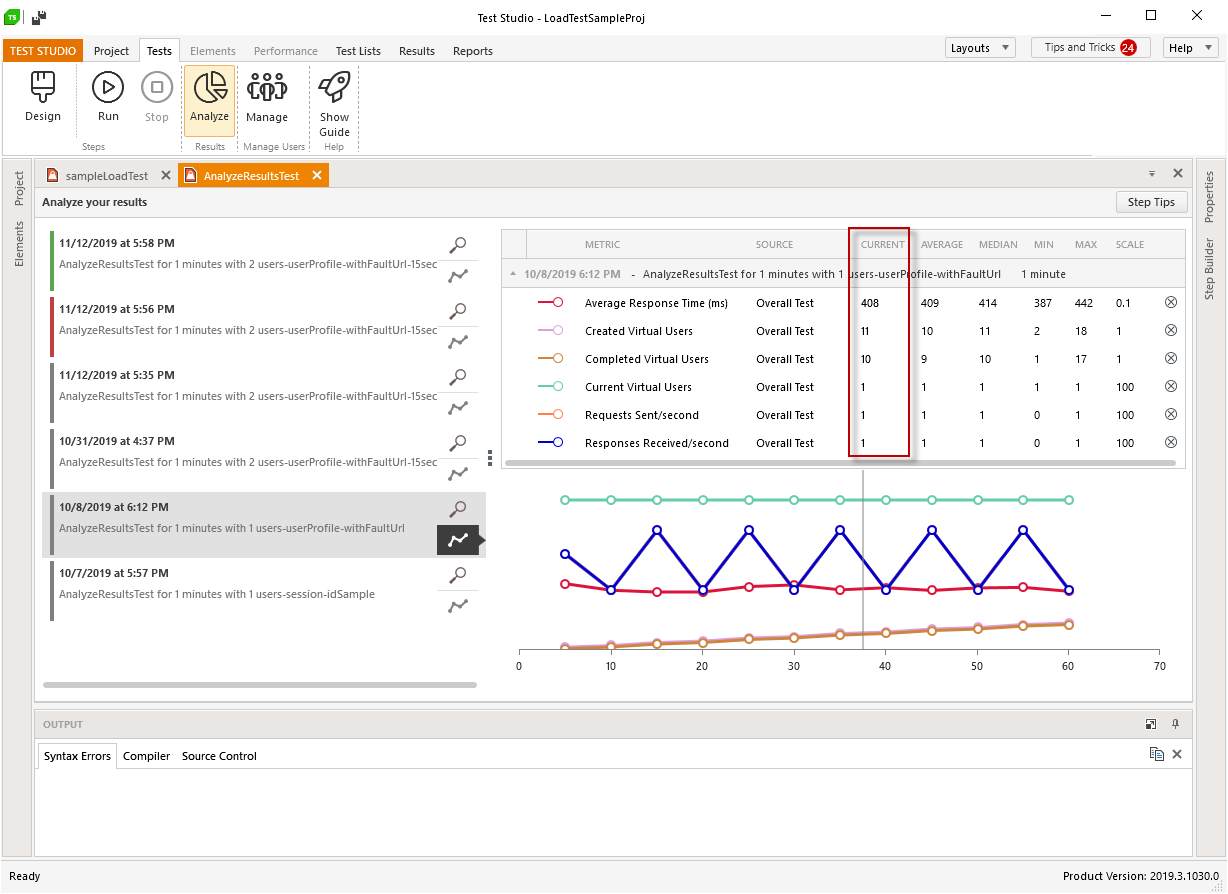 TS
Test Studio - LoadTestSampleProj
TEST STUDIO Project Tests Elements Performance Test Lists Results Reports Layouts Tips and Tricks 24 Help
Design Run Stop Analyze Manage Show Guide
Steps Results Manage Users Help
Project
Elements
sampleLoadTest AnalyzeResultsTest
Analyze your results Step Tips
11/12/2019 at 5:58 PM
AnalyzeResultsTest for 1 minutes with 2 users-userProfile-withFaultUrl-15sec
11/12/2019 at 5:56 PM
AnalyzeResultsTest for 1 minutes with 2 users-userProfile-withFaultUrl-15sec
11/12/2019 at 5:35 PM
AnalyzeResultsTest for 1 minutes with 2 users-userProfile-withFaultUrl-15sec
10/31/2019 at 4:37 PM
AnalyzeResultsTest for 1 minutes with 2 users-userProfile-withFaultUrl-15sec
10/8/2019 at 6:12 PM
AnalyzeResultsTest for 1 minutes with 1 users-userProfile-withFaultUrl
10/7/2019 at 5:57 PM
AnalyzeResultsTest for 1 minutes with 1 users-session-idSample
METRIC SOURCE CURRENT AVERAGE MEDIAN MIN MAX SCALE
10/8/2019 6:12 PM - AnalyzeResultsTest for 1 minutes with 1 users-userProfile-withFaultUrl 1 minute
Average Response Time (ms) Overall Test 408 409 414 387 442 0.1
Created Virtual Users Overall Test 11 10 11 2 18 1
Completed Virtual Users Overall Test 10 9 10 1 17 1
Current Virtual Users Overall Test 1 1 1 1 1 100
Requests Sent/second Overall Test 1 1 1 0 1 100
Responses Received/second Overall Test 1 1 1 0 1 100
0 10 20 30 40 50 60 70
Properties
Step Builder
OUTPUT
Syntax Errors Compiler Source Control
Ready Product Version: 2019.3.1030.0